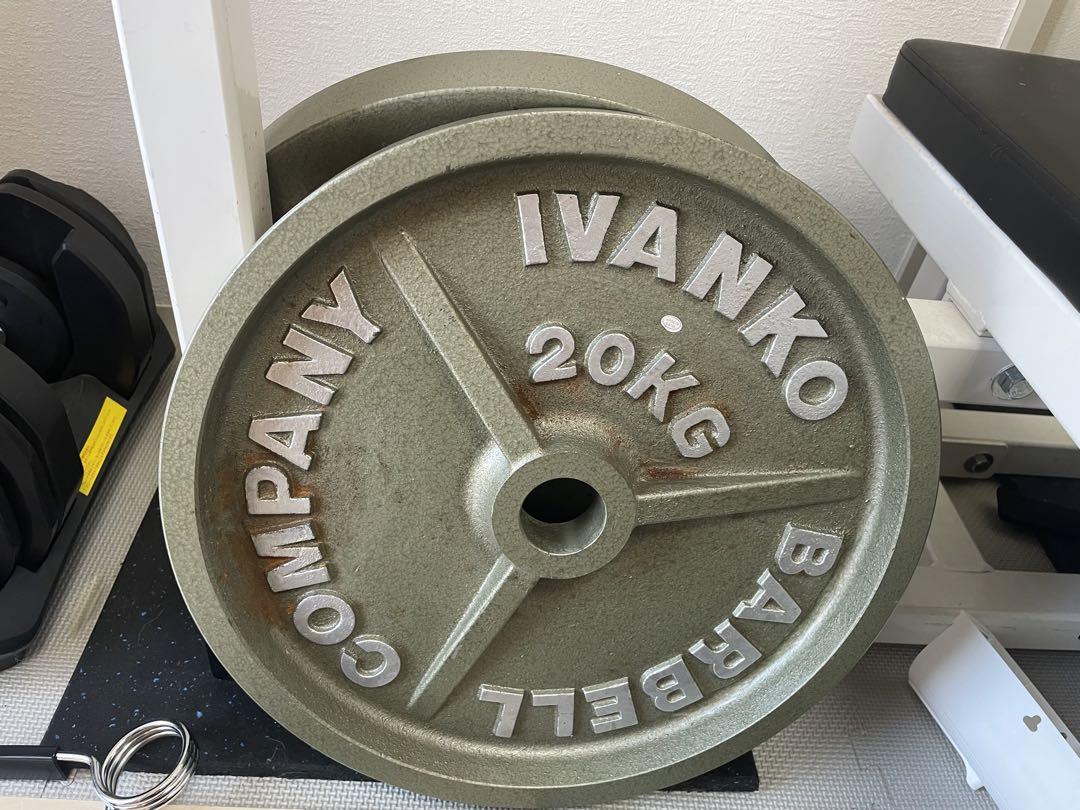 IVANKO
20KG
BARBELL
COMPANY